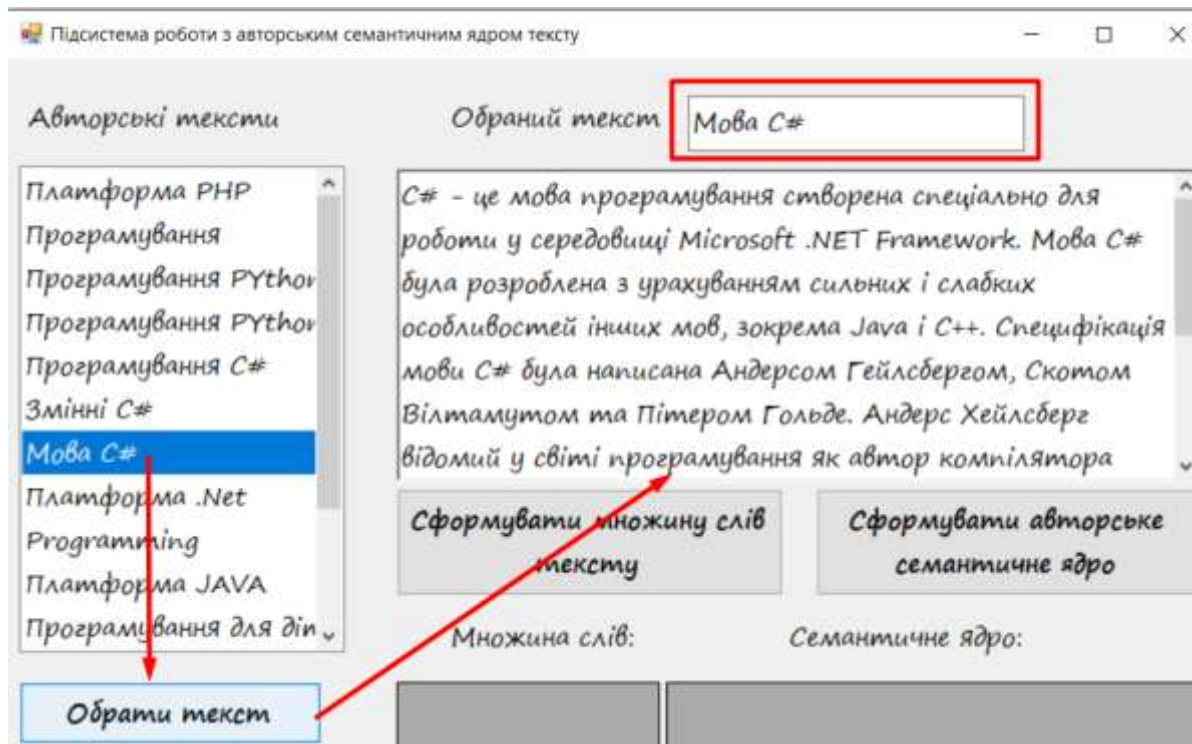 Підсистема роботи з авторським семантичним ядром тексту
Авторські тексти
Обраний текст
Мова C#
Платформа PHP
Програмування
Програмування PYthon
Програмування PYthon
Програмування C#
Змінні C#
Мова C#
Платформа .Net
Programming
Платформа JAVA
Програмування для діт
Обрати текст
C# - це мова програмування створена спеціально для
роботи у середовищі Microsoft .NET Framework. Мова C#
була розроблена з урахуванням сильних і слабких
особливостей інших мов, зокрема Java і C++. Специфікація
мови C# була написана Андерсом Гейлсбергом, Скотом
Вілтамутом та Пітером Гольде. Андерс Хейлсберг
відомий у світі програмування як автор компілятора
Сформувати множину слів
тексту
Сформувати авторське
семантичне ядро
Множина слів:
Семантичне ядро: